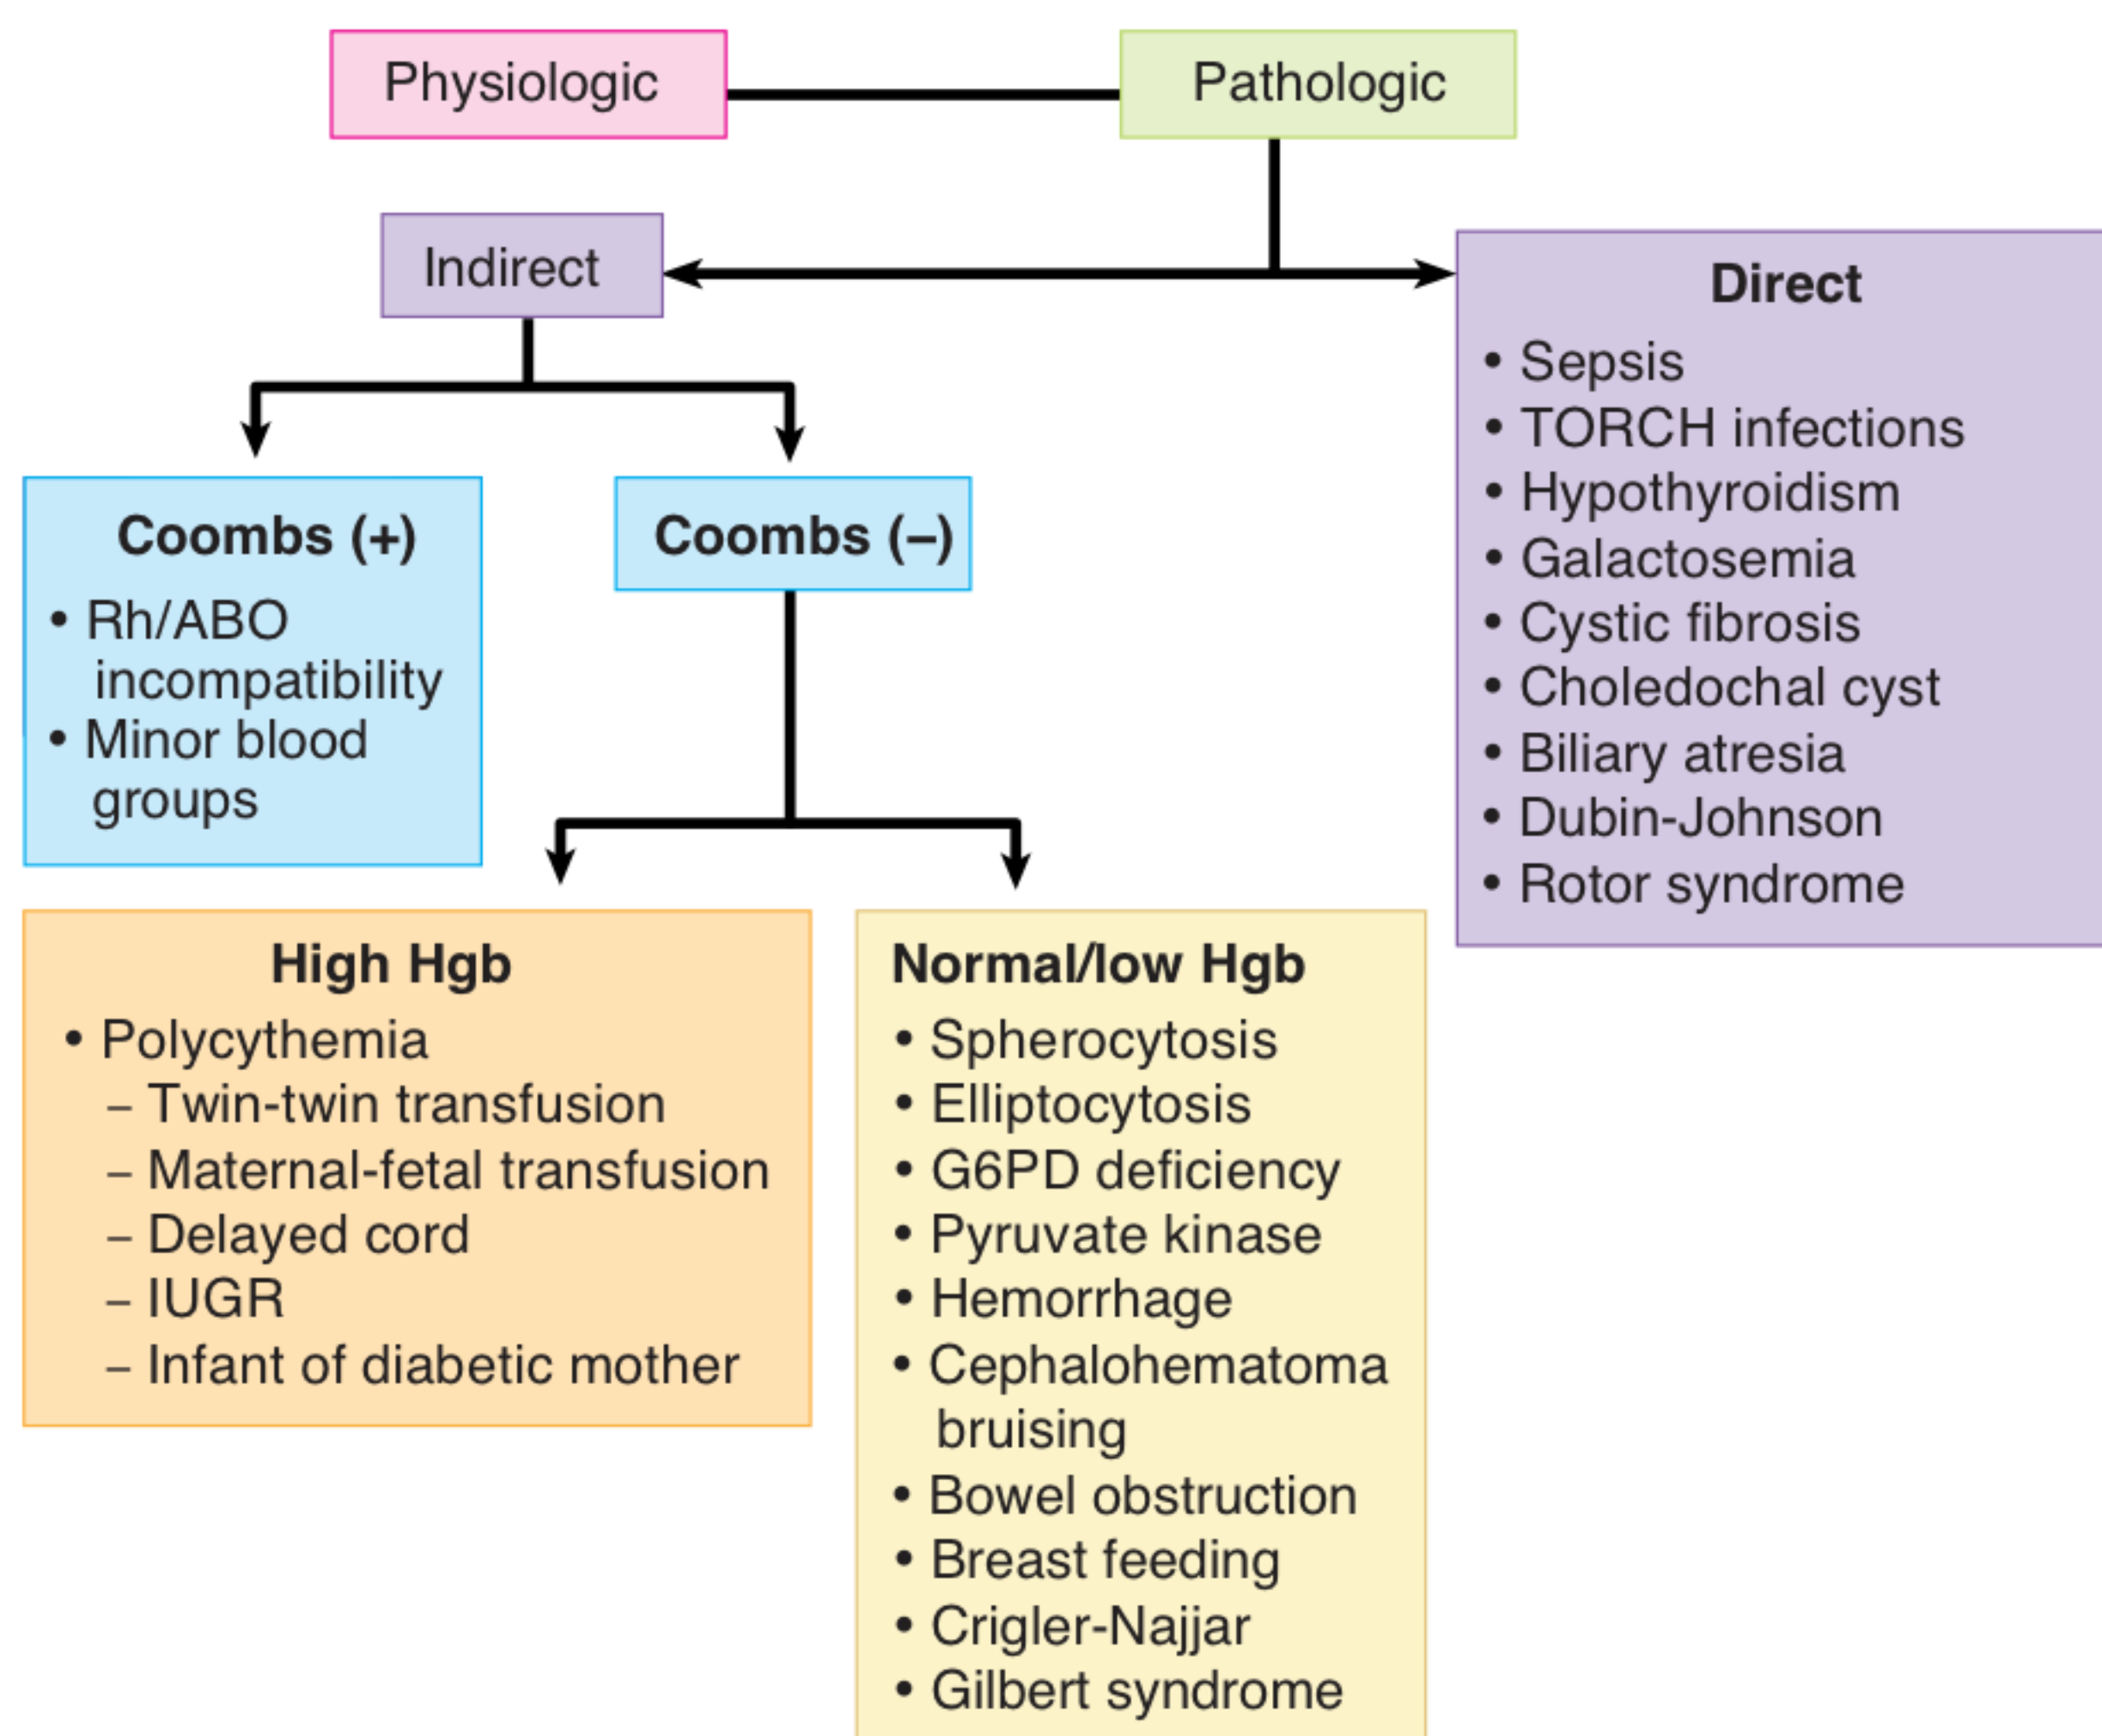 Physiologic
Pathologic
Indirect
Direct
• Sepsis
• TORCH infections
• Hypothyroidism
• Galactosemia
• Cystic fibrosis
• Choledochal cyst
• Biliary atresia
• Dubin-Johnson
• Rotor syndrome
Coombs (+)
• Rh/ABO
incompatibility
• Minor blood
groups
Coombs (–)
High Hgb
• Polycythemia
– Twin-twin transfusion
– Maternal-fetal transfusion
– Delayed cord
– IUGR
– Infant of diabetic mother
Normal/low Hgb
• Spherocytosis
• Elliptocytosis
• G6PD deficiency
• Pyruvate kinase
• Hemorrhage
• Cephalohematoma
bruising
• Bowel obstruction
• Breast feeding
• Crigler-Najjar
• Gilbert syndrome